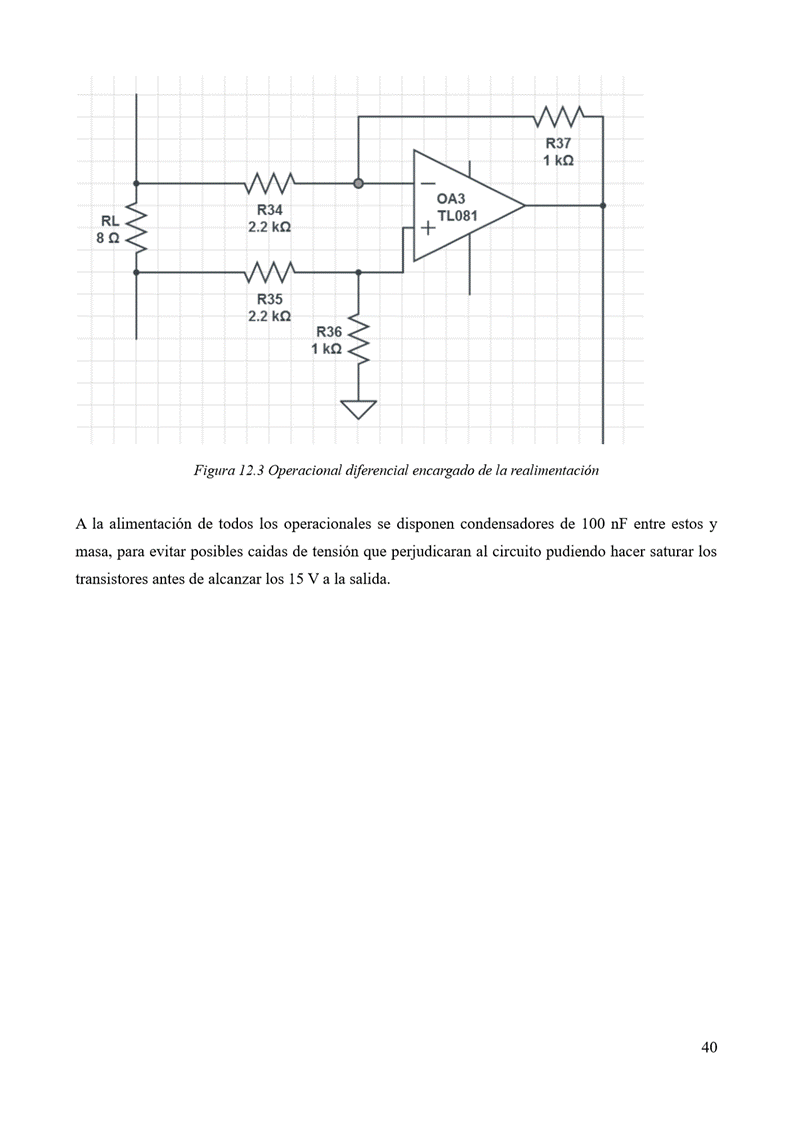 R37
1 kΩ
OA3
TL081
R34
2.2 kΩ
RL
8 Ω
R35
2.2 kΩ
R36
1 kΩ
Figura 12.3 Operacional diferencial encargado de la realimentación
A la alimentación de todos los operacionales se disponen condensadores de 100 nF entre estos y
masa, para evitar posibles caidas de tensión que perjudicaran al circuito pudiendo hacer saturar los
transistores antes de alcanzar los 15 V a la salida.
40